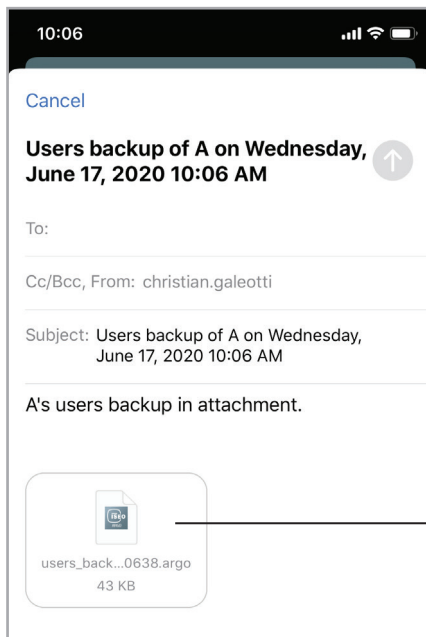 10:06
Cancel
Users backup of A on Wednesday,
June 17, 2020 10:06 AM
To:
Cc/Bcc, From: christian.galeotti
Subject: Users backup of A on Wednesday,
June 17, 2020 10:06 AM
A's users backup in attachment.
ISEO
users_back...0638.argo
43 KB